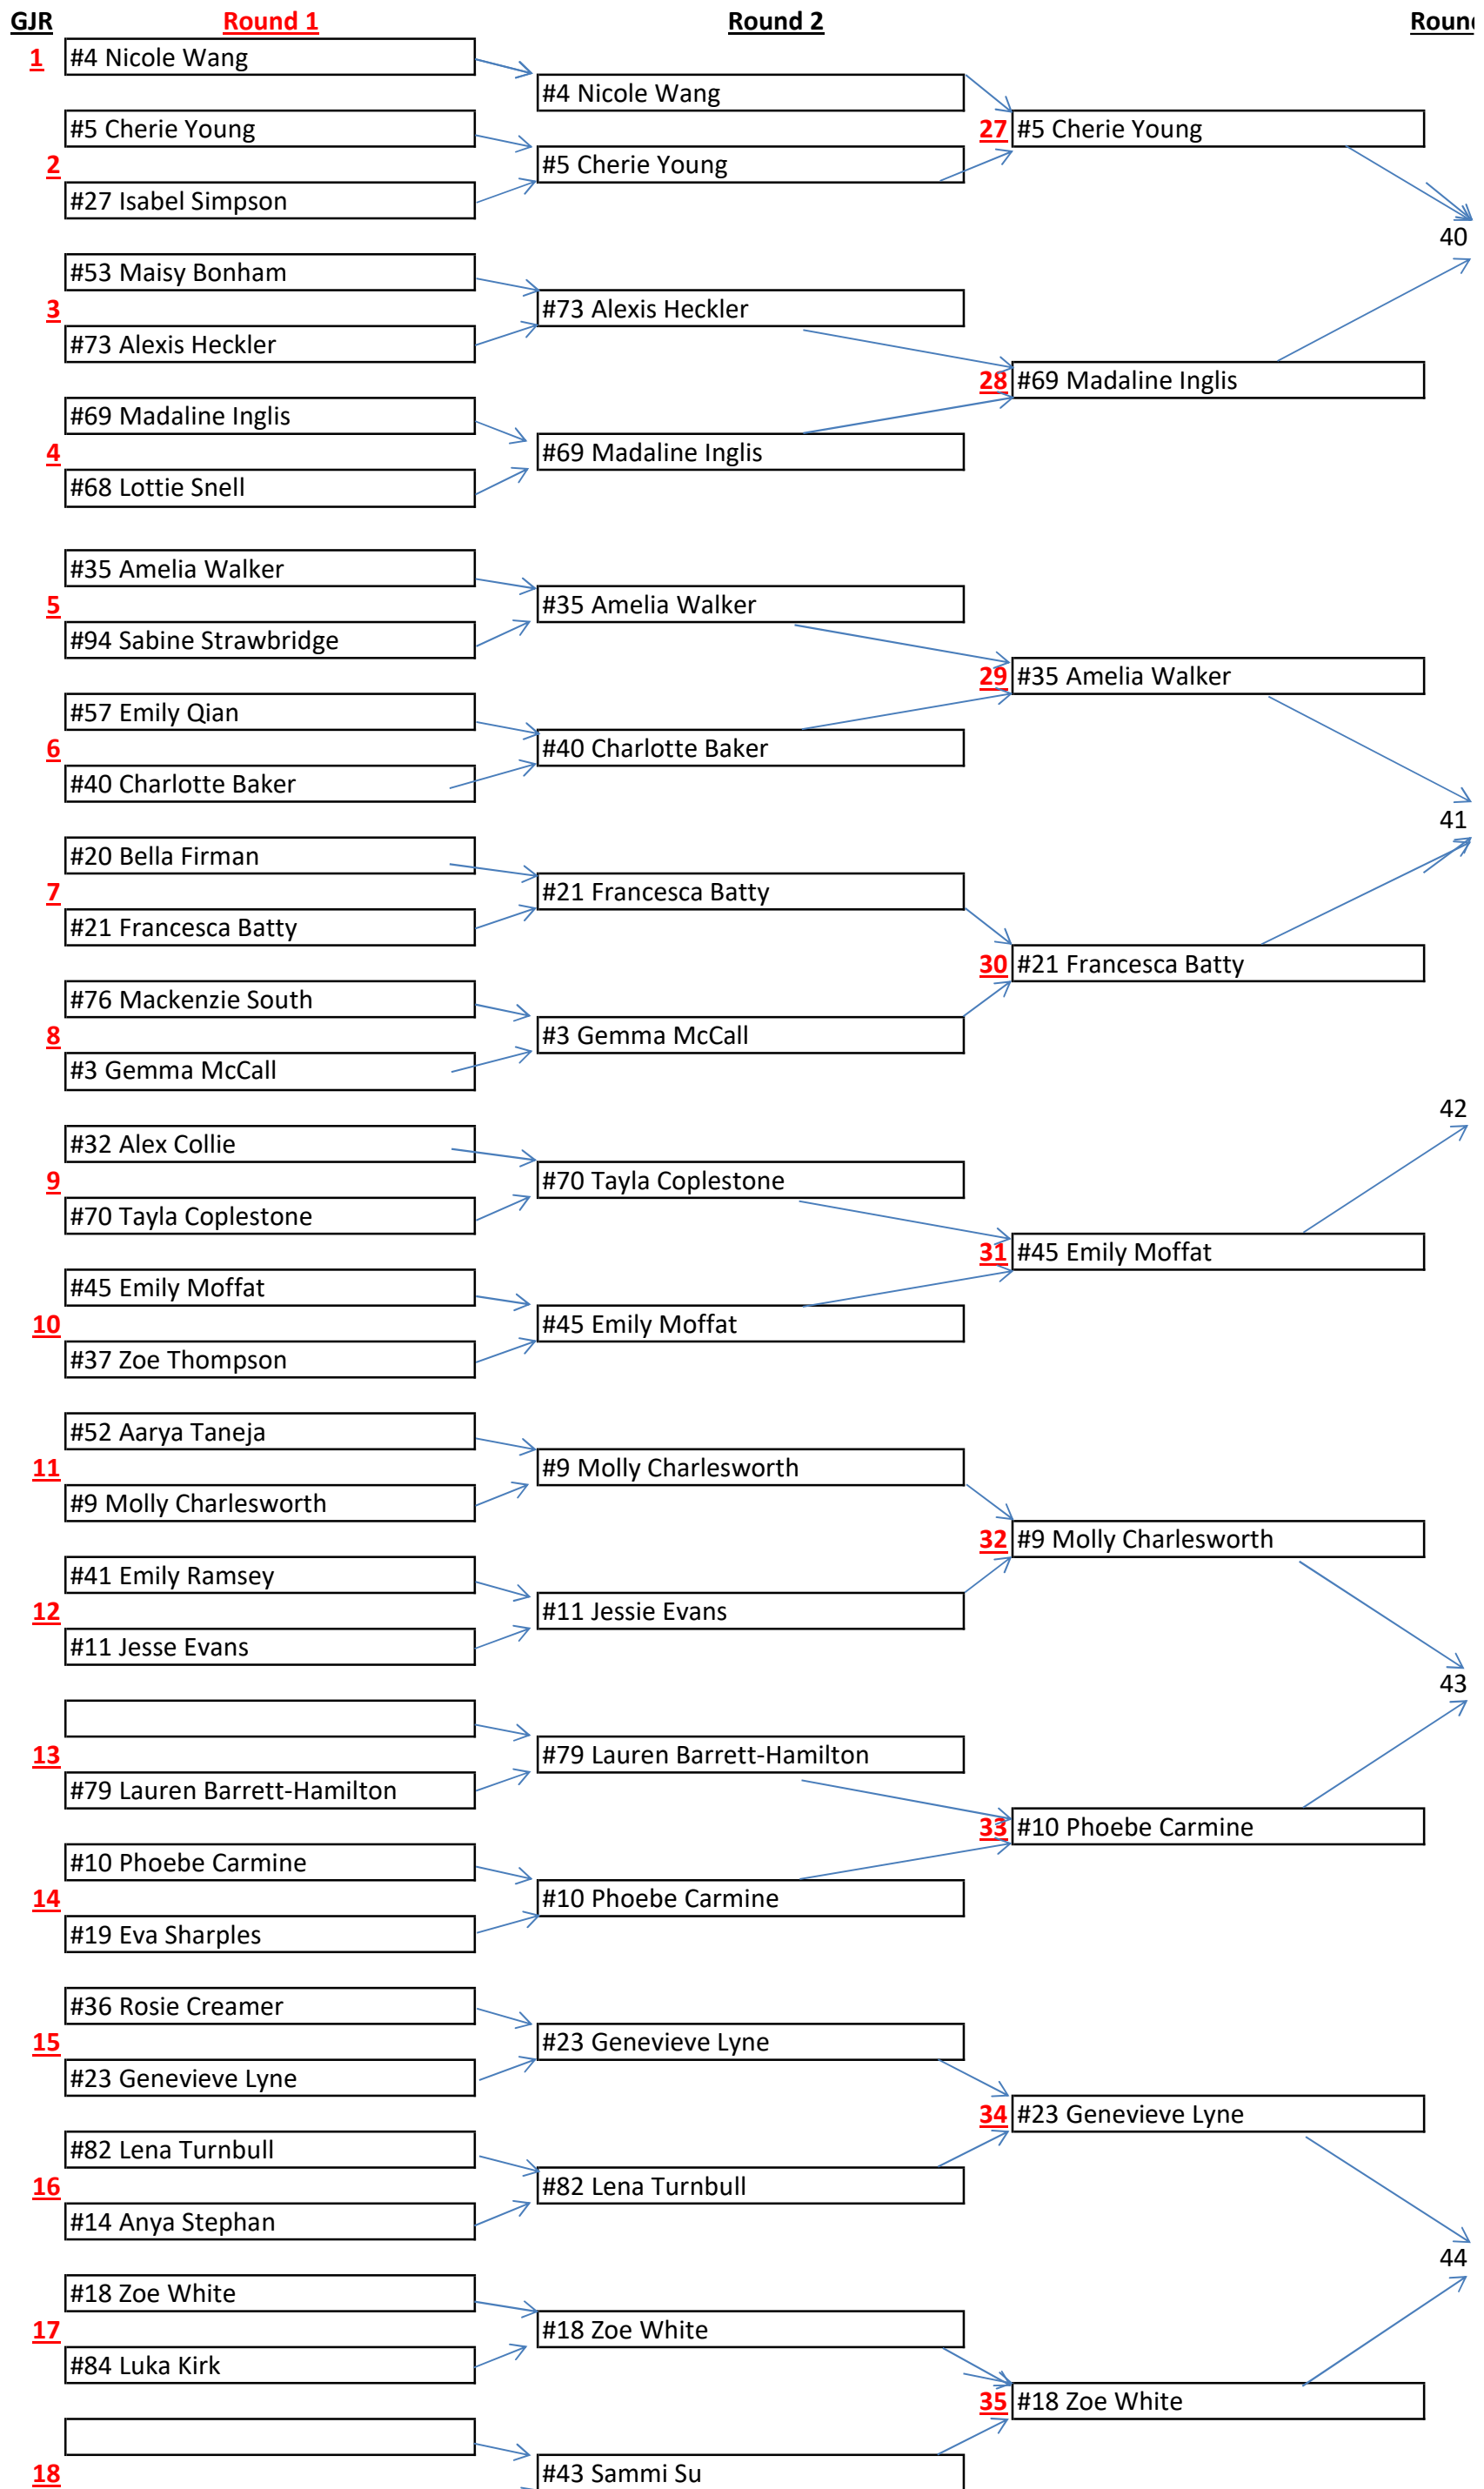 GJR Round 1 Round 2 Round
1 #4 Nicole Wang
#4 Nicole Wang
#5 Cherie Young 27 #5 Cherie Young
2 #5 Cherie Young
#27 Isabel Simpson
40
#53 Maisy Bonham
3 #73 Alexis Heckler
#73 Alexis Heckler
28 #69 Madaline Inglis
#69 Madaline Inglis
4 #69 Madaline Inglis
#68 Lottie Snell
#35 Amelia Walker
5 #35 Amelia Walker
#94 Sabine Strawbridge
29 #35 Amelia Walker
#57 Emily Qian
6 #40 Charlotte Baker
#40 Charlotte Baker
41
#20 Bella Firman
7 #21 Francesca Batty
#21 Francesca Batty
30 #21 Francesca Batty
#76 Mackenzie South
8 #3 Gemma McCall
#3 Gemma McCall
42
#32 Alex Collie
9 #70 Tayla Coplestone
#70 Tayla Coplestone
31 #45 Emily Moffat
#45 Emily Moffat
10 #45 Emily Moffat
#37 Zoe Thompson
#52 Aarya Taneja
11 #9 Molly Charlesworth
#9 Molly Charlesworth
32 #9 Molly Charlesworth
#41 Emily Ramsey
12 #11 Jessie Evans
#11 Jesse Evans
43
13 #79 Lauren Barrett-Hamilton
#79 Lauren Barrett-Hamilton
33 #10 Phoebe Carmine
#10 Phoebe Carmine
14 #10 Phoebe Carmine
#19 Eva Sharples
#36 Rosie Creamer
15 #23 Genevieve Lyne
#23 Genevieve Lyne
34 #23 Genevieve Lyne
#82 Lena Turnbull
16 #82 Lena Turnbull
#14 Anya Stephan
44
#18 Zoe White
17 #18 Zoe White
#84 Luka Kirk
35 #18 Zoe White
18 #43 Sammi Su